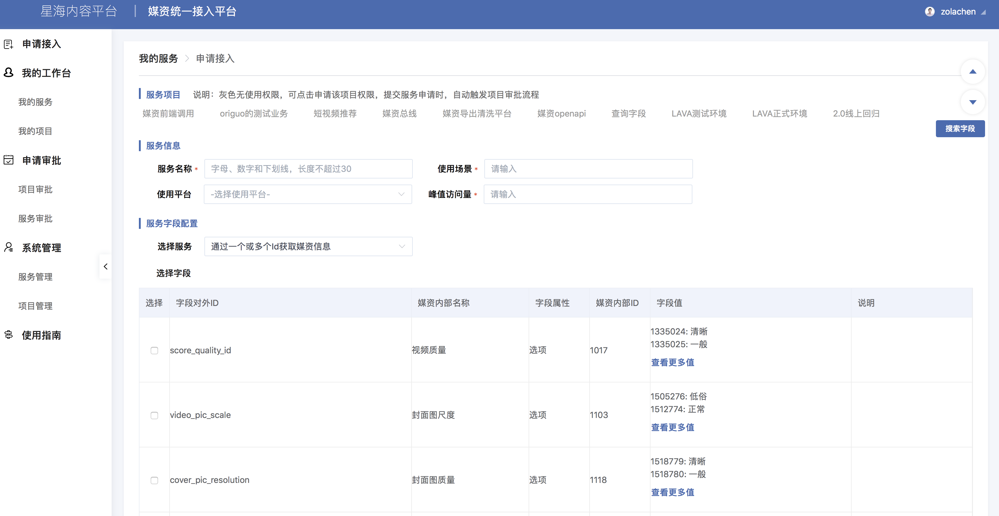 星海内容平台 | 媒资统一接入平台
zolachen
申请接入
我的工作台
我的服务
我的项目
申请审批
项目审批
服务审批
系统管理
服务管理
项目管理
使用指南
我的服务 > 申请接入
服务项目 说明：灰色无使用权限，可点击申请该项目权限，提交服务申请时，自动触发项目审批流程
媒资前端调用 origuo的测试业务 短视频推荐 媒资总线 媒资导出清洗平台 媒资openapi 查询字段 LAVA测试环境 LAVA正式环境 2.0线上回归
搜索字段
服务信息
服务名称 * 字母、数字和下划线，长度不超过30 使用场景 * 请输入
使用平台 -选择使用平台- 峰值访问量 * 请输入
服务字段配置
选择服务 通过一个或多个Id获取媒资信息
选择字段
选择 字段对外ID 媒资内部名称 字段属性 媒资内部ID 字段值 说明
score_quality_id 视频质量 选项 1017 1335024: 清晰
1335025: 一般
查看更多值
video_pic_scale 封面图尺度 选项 1103 1505276: 低俗
1512774: 正常
查看更多值
cover_pic_resolution 封面图质量 选项 1118 1518779: 清晰
1518780: 一般
查看更多值